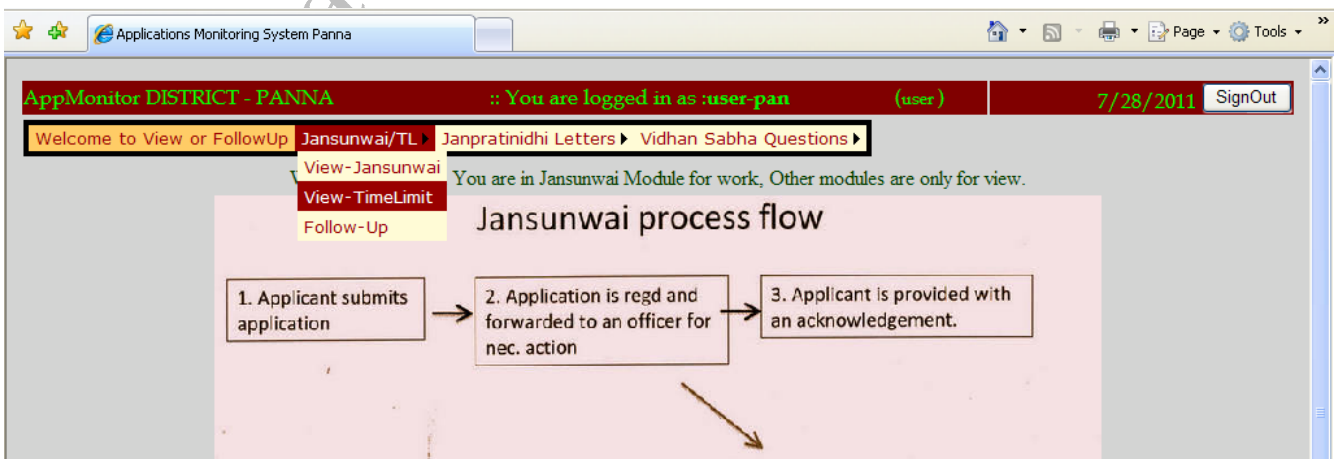 Applications Monitoring System Panna
Page Tools »
AppMonitor DISTRICT - PANNA :: You are logged in as :user-pan (user) 7/28/2011 SignOut
Welcome to View or FollowUp Jansunwai/TL Janpratinidhi Letters Vidhan Sabha Questions
View-Jansunwai
You are in Jansunwai Module for work, Other modules are only for view.
View-TimeLimit
Follow-Up
Jansunwai process flow
1. Applicant submits
application
2. Application is regd and
forwarded to an officer for
nec. action
3. Applicant is provided with
an acknowledgement.